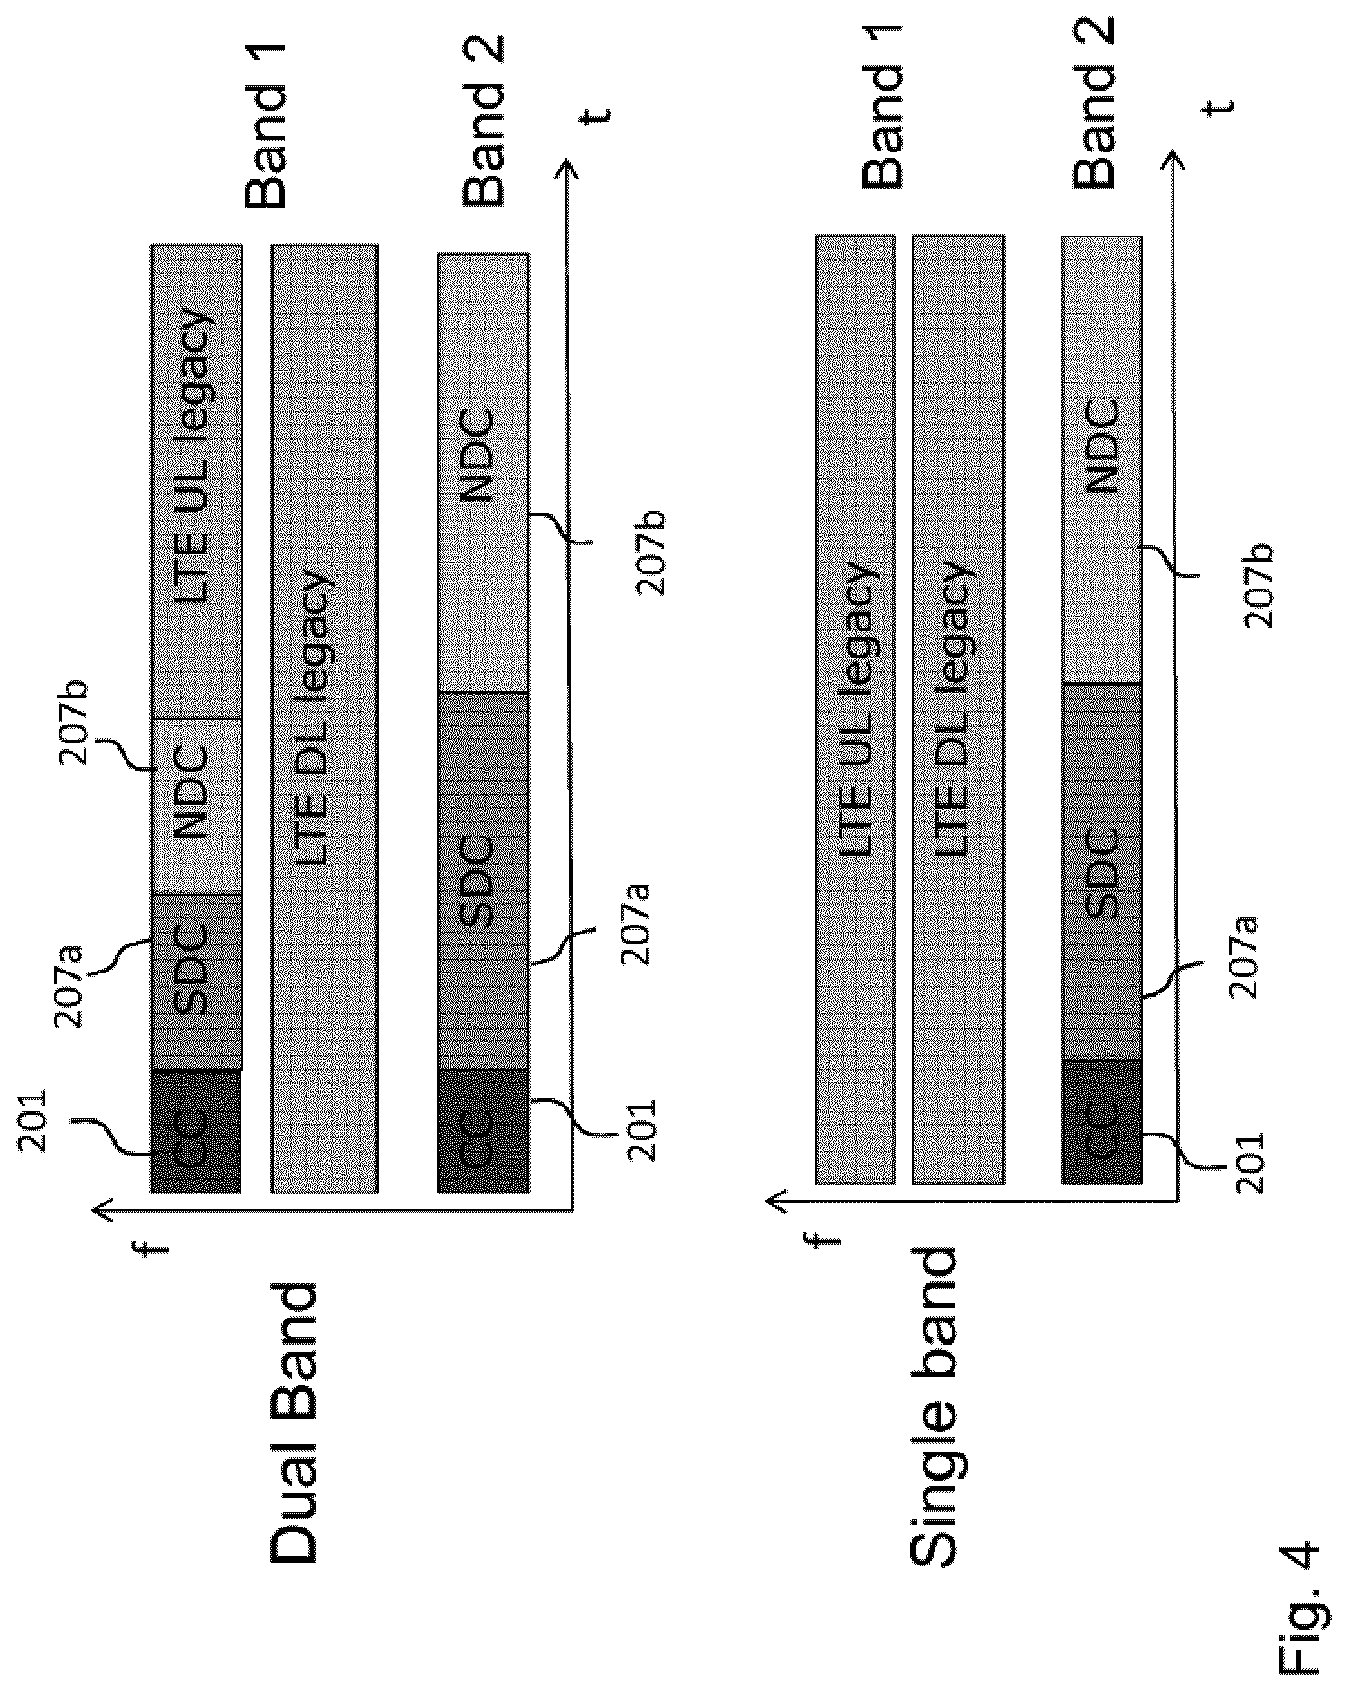 Dual Band
f
201
207a
207b
CC
SDC
NDC
LTE UL legacy
LTE DL legacy
Band 1
CC
SDC
NDC
Band 2
201
207a
207b
t
Single band
f
LTE UL legacy
LTE DL legacy
Band 1
CC
SDC
NDC
Band 2
201
207a
207b
t
Fig. 4